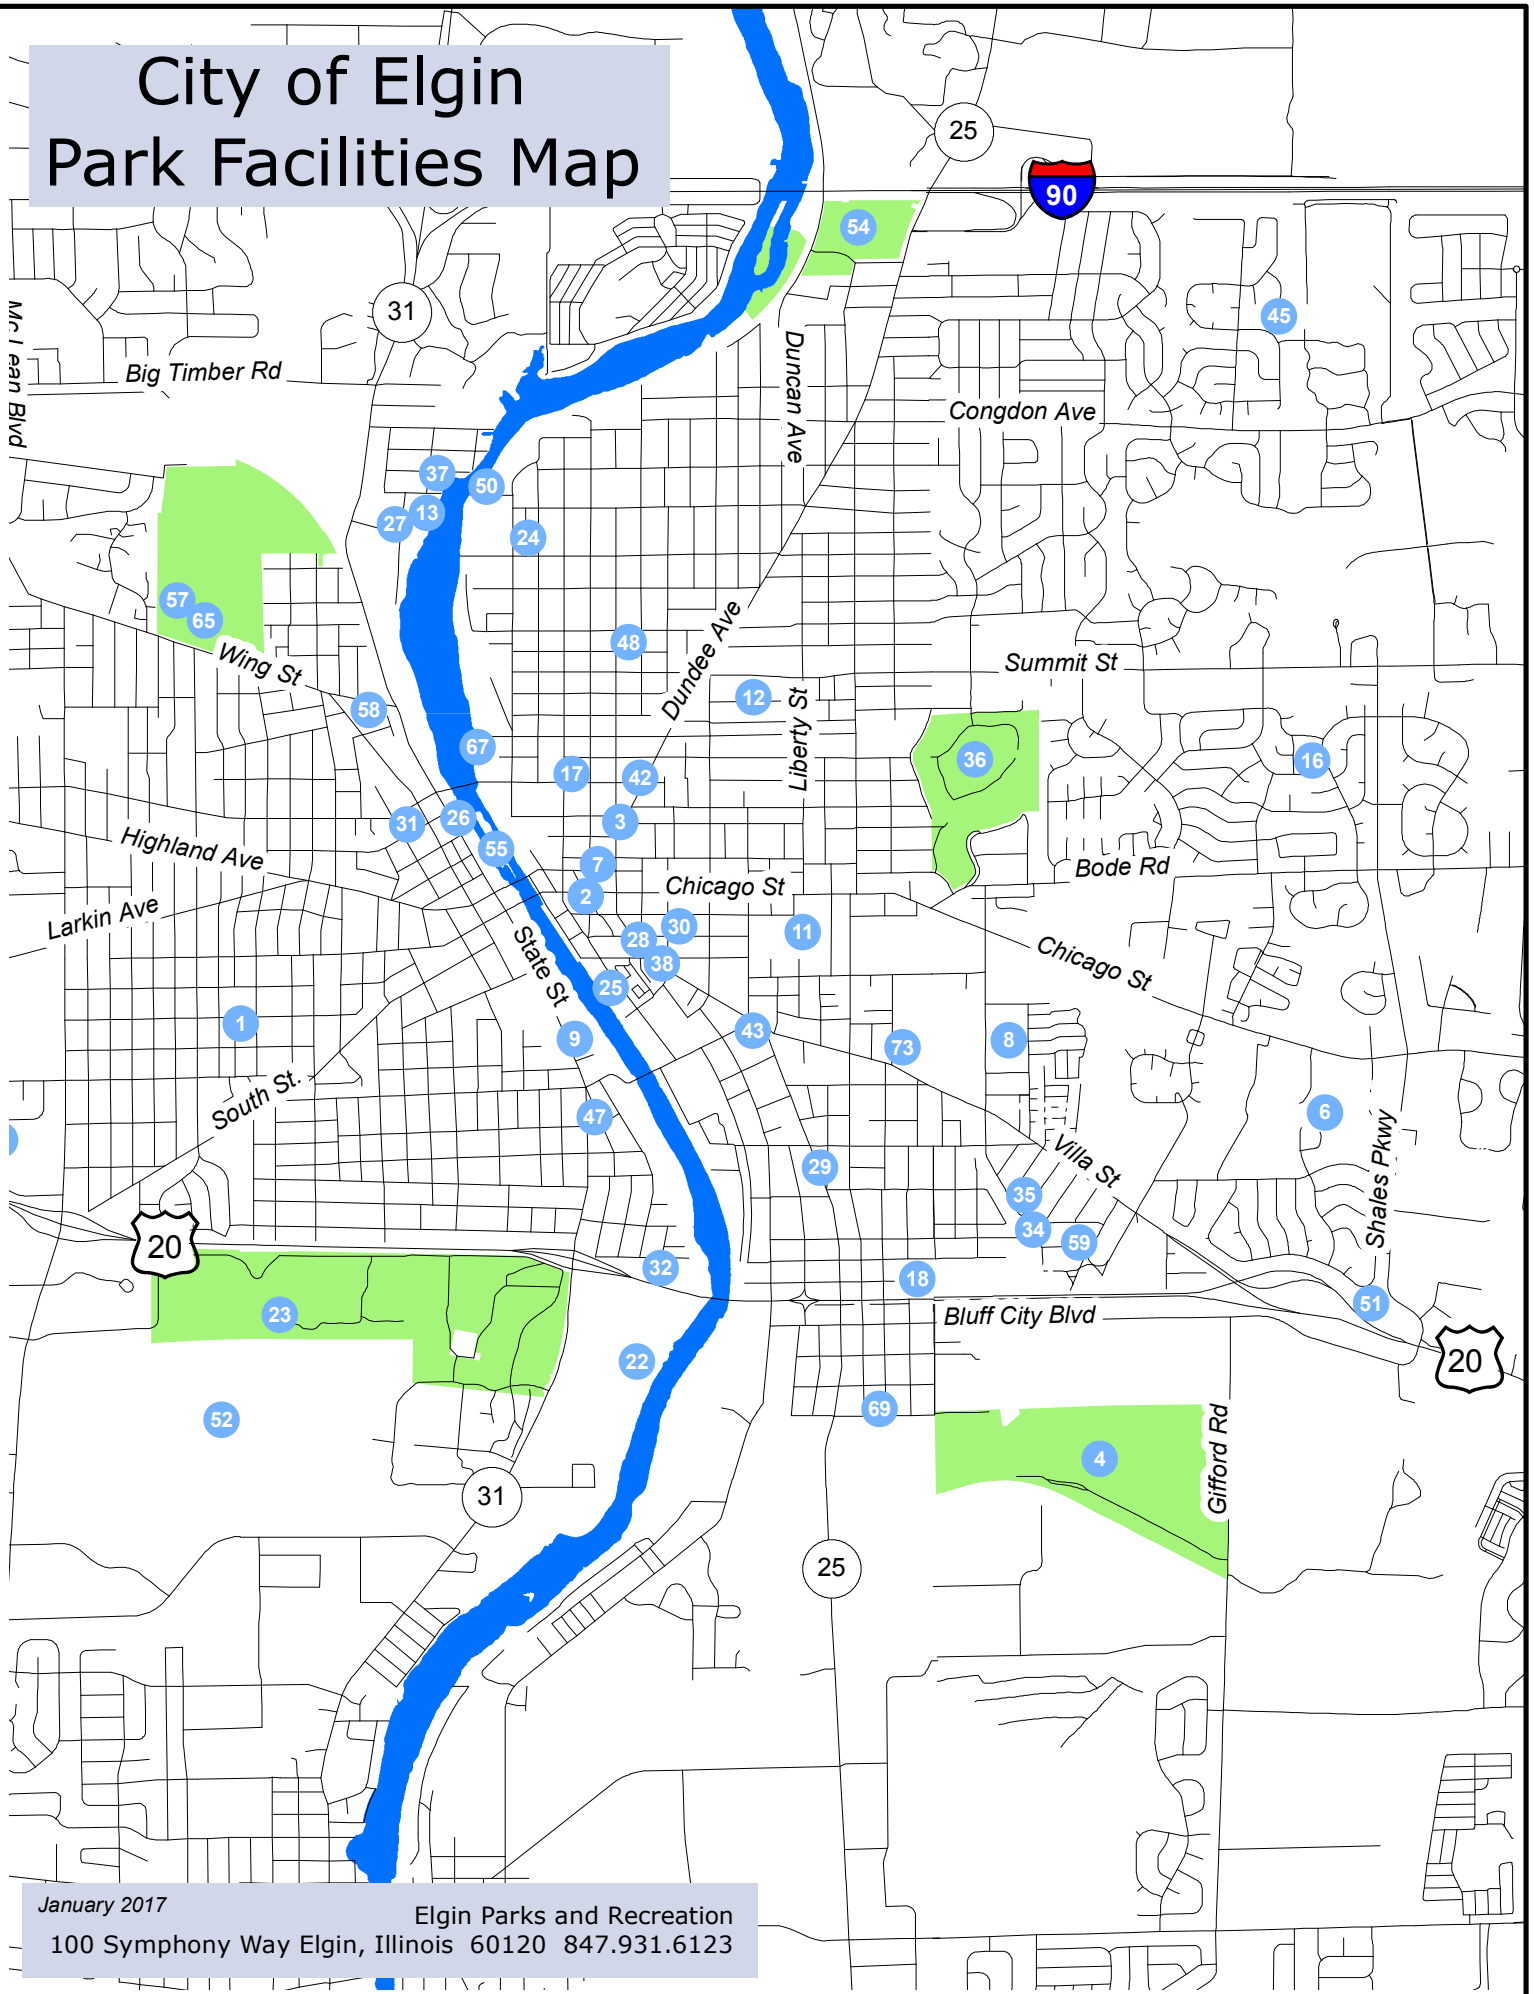 City of Elgin
Park Facilities Map
25
90
54
31
45
Mc Lean Blvd
Big Timber Rd
Duncan Ave
Congdon Ave
37
50
27
13
24
57
65
Wing St
48
Dundee Ave
Summit St
58
12
Liberty St
67
17
42
36
16
31
26
3
55
Highland Ave
7
Chicago St
Bode Rd
2
Larkin Ave
State St
28
30
11
38
Chicago St
25
1
9
43
73
8
South St.
47
6
Shales Pkwy
29
Villa St
35
34
59
20
32
18
51
23
Bluff City Blvd
22
20
52
69
Gifford Rd
4
31
25
January 2017
Elgin Parks and Recreation
100 Symphony Way Elgin, Illinois 60120 847.931.6123